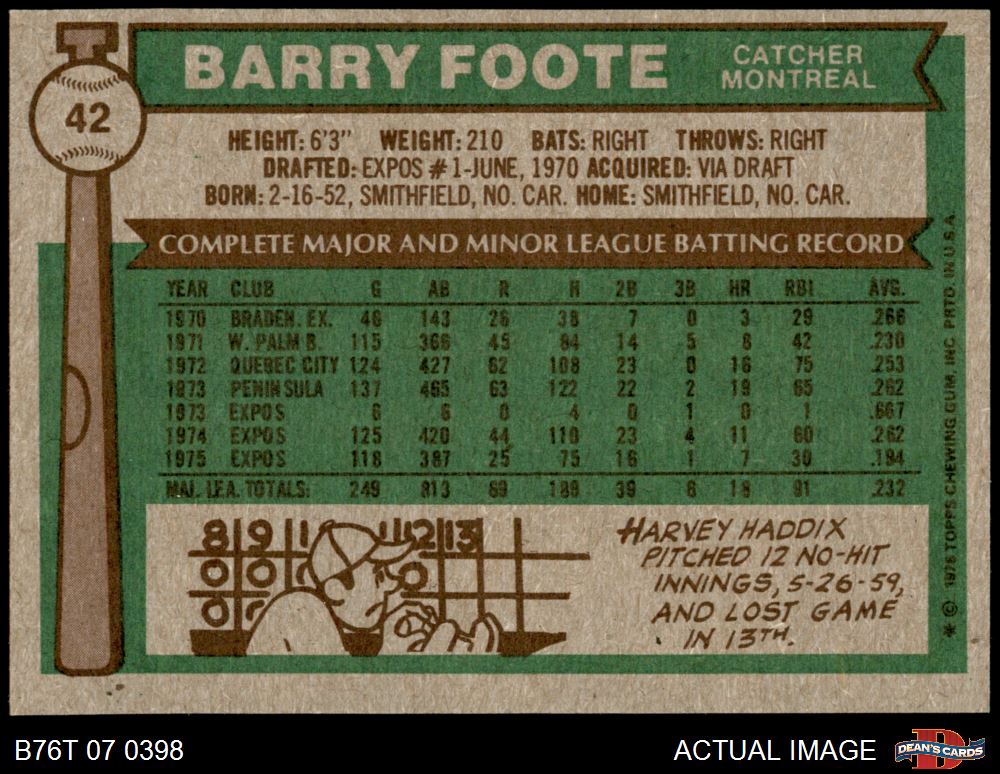 BARRY FOOTE
CATCHER
MONTREAL
42
HEIGHT: 6'3" WEIGHT: 210 BATS: RIGHT THROWS: RIGHT
DRAFTED: EXPOS #1-JUNE, 1970 ACQUIRED: VIA DRAFT
BORN: 2-16-52, SMITHFIELD, NO. CAR. HOME: SMITHFIELD, NO. CAR.
COMPLETE MAJOR AND MINOR LEAGUE BATTING RECORD
YEAR CLUB G AB R H 2B 3B HR RBI AVG.
1970 BRADEN. EX. 46 143 26 38 7 0 3 29 .266
1971 W. PALM B. 115 366 45 84 14 5 8 42 .230
1972 QUEBEC CITY 124 427 62 108 23 0 16 75 .253
1973 PENINSULA 137 465 63 122 22 2 19 65 .262
1973 EXPOS 6 6 0 4 0 1 0 1 .667
1974 EXPOS 125 420 44 110 23 4 11 60 .262
1975 EXPOS 118 387 25 75 16 1 7 30 .194
MAJ. LEA. TOTALS: 249 813 69 189 39 6 18 91 .232
8 9 1 11 12 13
0 0 0
0
HARVEY HADDIX
PITCHED 12 NO-HIT
INNINGS, 5-26-59,
AND LOST GAME
IN 13TH.
* © 1976 TOPPS CHEWING GUM, INC. PRTD. IN U.S.A.
B76T 07 0398
ACTUAL IMAGE
D
DEAN'S CARDS